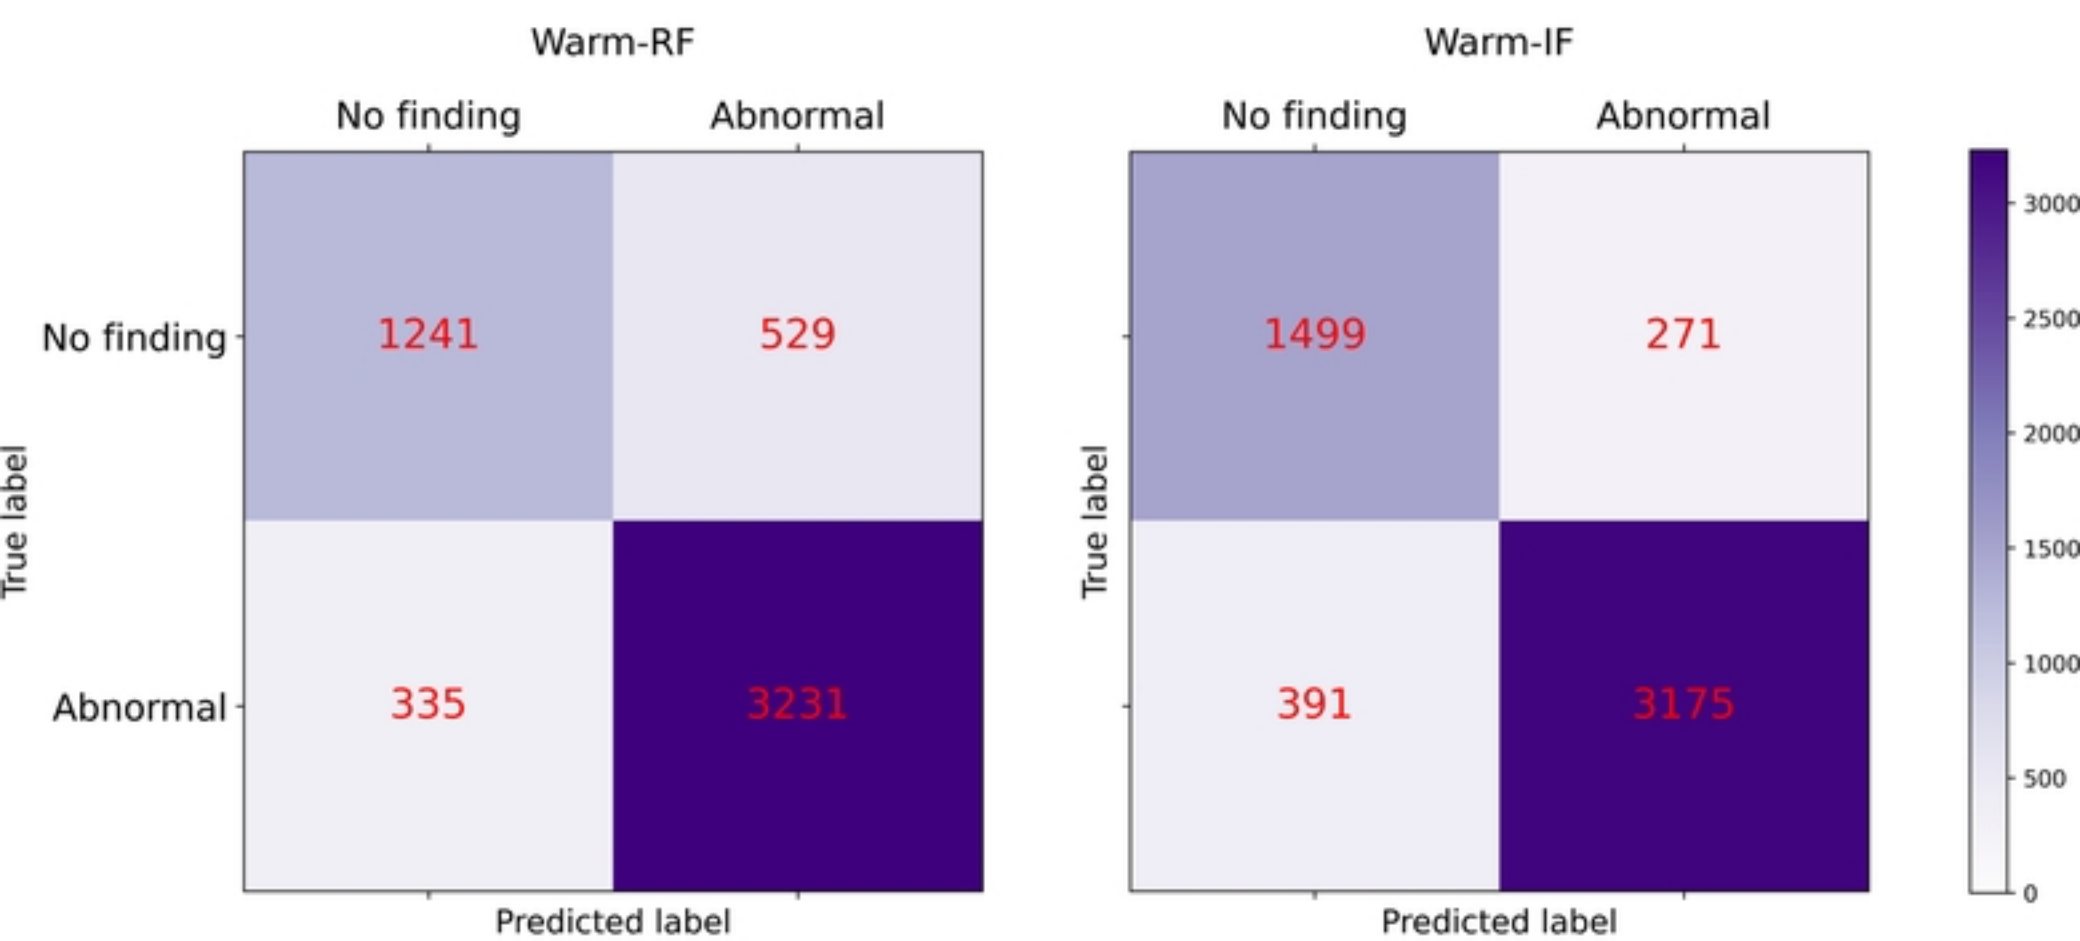 Warm-RF
No finding Abnormal
True label
No finding 1241 529
Abnormal 335 3231
Predicted label
Warm-IF
No finding Abnormal
True label
1499 271
391 3175
Predicted label
3000
2500
2000
1500
1000
500
0